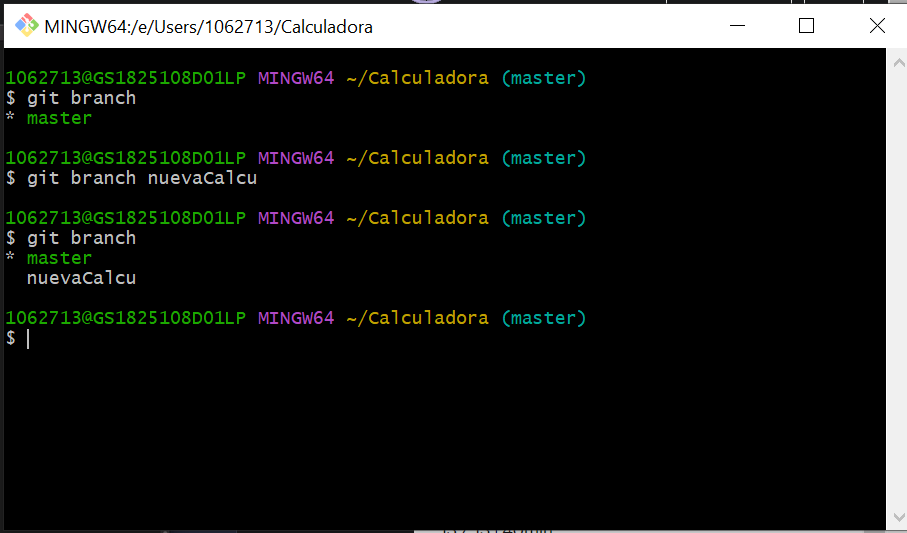 MINGW64:/e/Users/1062713/Calculadora
1062713@GS1825108D01LP MINGW64 ~/Calculadora (master)
$ git branch
* master
1062713@GS1825108D01LP MINGW64 ~/Calculadora (master)
$ git branch nuevaCalcu
1062713@GS1825108D01LP MINGW64 ~/Calculadora (master)
$ git branch
* master
  nuevaCalcu
1062713@GS1825108D01LP MINGW64 ~/Calculadora (master)
$